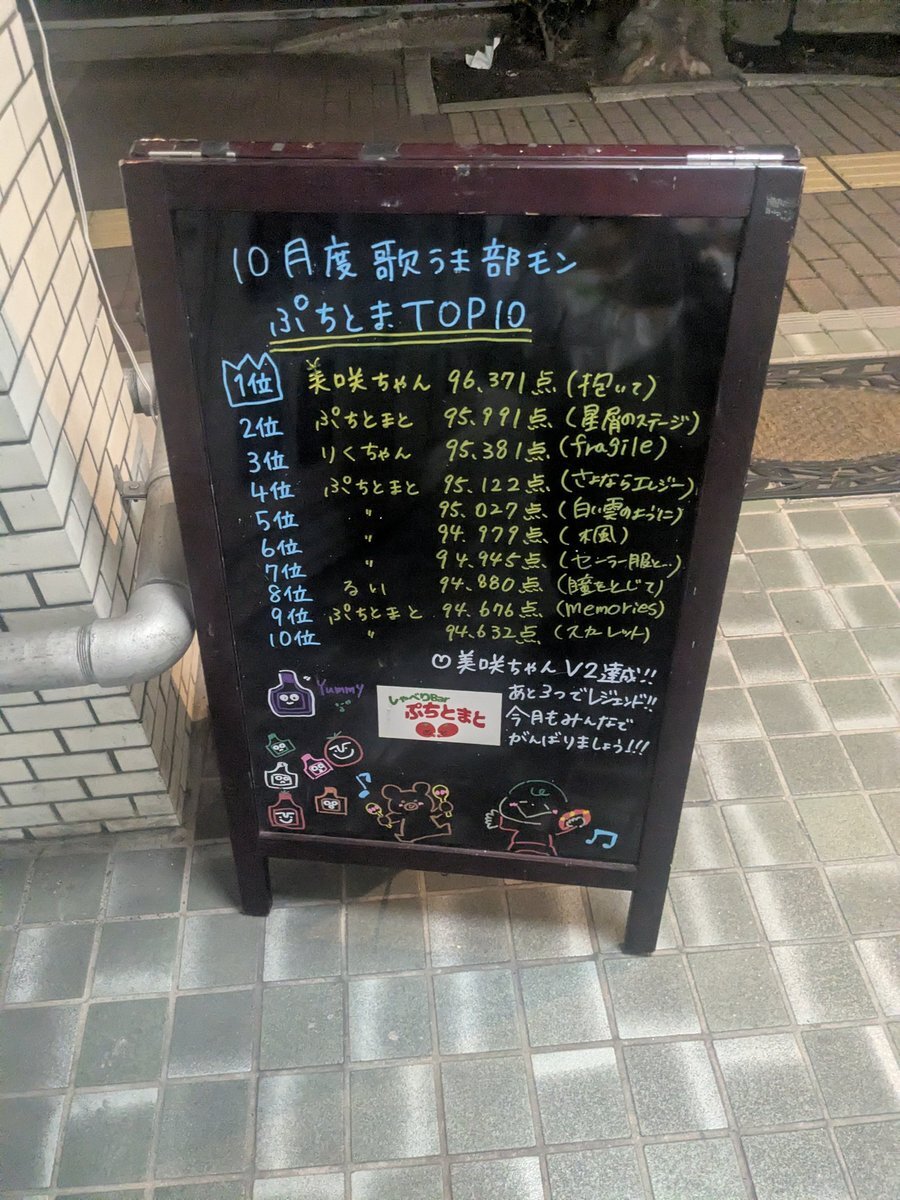 10月度 歌うま部モン
ぷちとまTOP10
1位 美咲ちゃん 96.371点 (抱いて)
2位 ぷちとまと 95.991点 (星屑のステージ)
3位 りくちゃん 95.381点 (fragile)
4位 ぷちとまと 95.122点 (さよならエレジー)
5位 〃 95.027点 (白い雲のように)
6位 〃 94.979点 (楓)
7位 〃 94.945点 (セーラー服と..)
8位 るい 94.880点 (瞳をとじて)
9位 ぷちとまと 94.676点 (memories)
10位 〃 94.632点 (スカーレット)
♡美咲ちゃんV2達成!!
あと3つでレジェンド!!
今月もみんなで
がんばりましょう!!!
Yummy
しゃべりBar
ぷちとまと